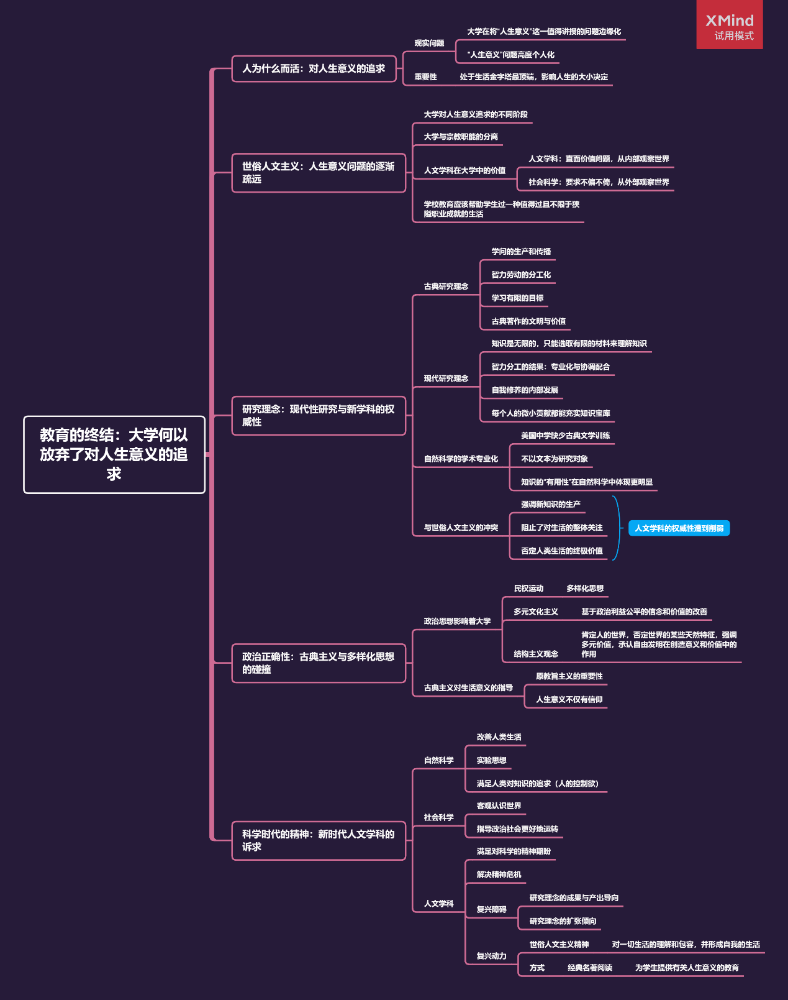 XMind
试用模式
教育的终结：大学何以
放弃了对人生意义的追
求
人为什么而活：对人生意义的追求
现实问题
大学在将“人生意义”这一值得讲授的问题边缘化
“人生意义”问题高度个人化
重要性
处于生活金字塔最顶端，影响人生的大小决定
世俗人文主义：人生意义问题的逐渐
疏远
大学对人生意义追求的不同阶段
大学与宗教职能的分离
人文学科在大学中的价值
人文学科：直面价值问题，从内部观察世界
社会科学：要求不偏不倚，从外部观察世界
学校教育应该帮助学生过一种值得过且不限于狭
隘职业成就的生活
研究理念：现代性研究与新学科的权
威性
古典研究理念
学问的生产和传播
智力劳动的分工化
学习有限的目标
古典著作的文明与价值
现代研究理念
知识是无限的，只能选取有限的材料来理解知识
智力分工的结果：专业化与协调配合
自我修养的内部发展
每个人的微小贡献都能充实知识宝库
自然科学的学术专业化
美国中学缺少古典文学训练
不以文本为研究对象
知识的“有用性”在自然科学中体现更明显
与世俗人文主义的冲突
强调新知识的生产
阻止了对生活的整体关注
否定人类生活的终极价值
人文学科的权威性遭到削弱
政治正确性：古典主义与多样化思想
的碰撞
政治思想影响着大学
民权运动
多样化思想
多元文化主义
基于政治利益公平的信念和价值的改善
结构主义观念
肯定人的世界，否定世界的某些天然特征，强调
多元价值，承认自由发明在创造意义和价值中的
作用
古典主义对生活意义的指导
原教旨主义的重要性
人生意义不仅有信仰
科学时代的精神：新时代人文学科的
诉求
自然科学
改善人类生活
实验思想
满足人类对知识的追求（人的控制欲）
社会科学
客观认识世界
指导政治社会更好地运转
人文学科
满足对科学的精神期盼
解决精神危机
复兴障碍
研究理念的成果与产出导向
研究理念的扩张倾向
复兴动力
世俗人文主义精神
对一切生活的理解和包容，并形成自我的生活
方式
经典名著阅读
为学生提供有关人生意义的教育